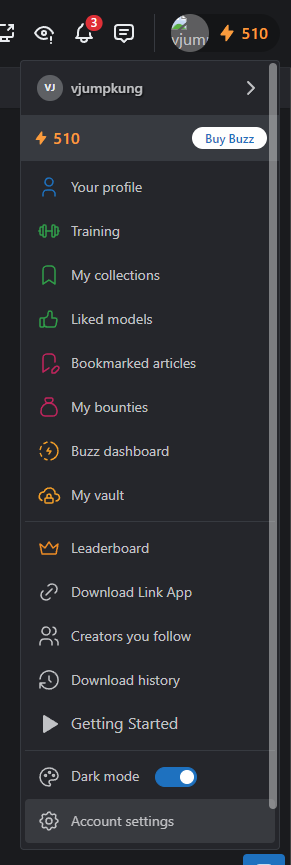 3
vjump
510
VJ vjumpkung
510 Buy Buzz
Your profile
Training
My collections
Liked models
Bookmarked articles
My bounties
Buzz dashboard
My vault
Leaderboard
Download Link App
Creators you follow
Download history
Getting Started
Dark mode
Account settings